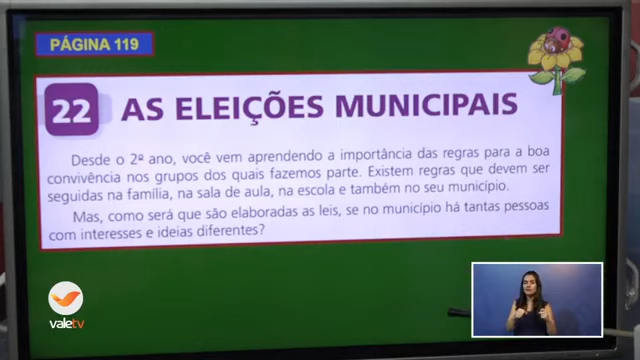 PÁGINA 119
22 AS ELEIÇÕES MUNICIPAIS
Desde o 2º ano, você vem aprendendo a importância das regras para a boa
convivência nos grupos dos quais fazemos parte. Existem regras que devem ser
seguidas na família, na sala de aula, na escola e também no seu município.
Mas, como será que são elaboradas as leis, se no município há tantas pessoas
com interesses e ideias diferentes?
valetv